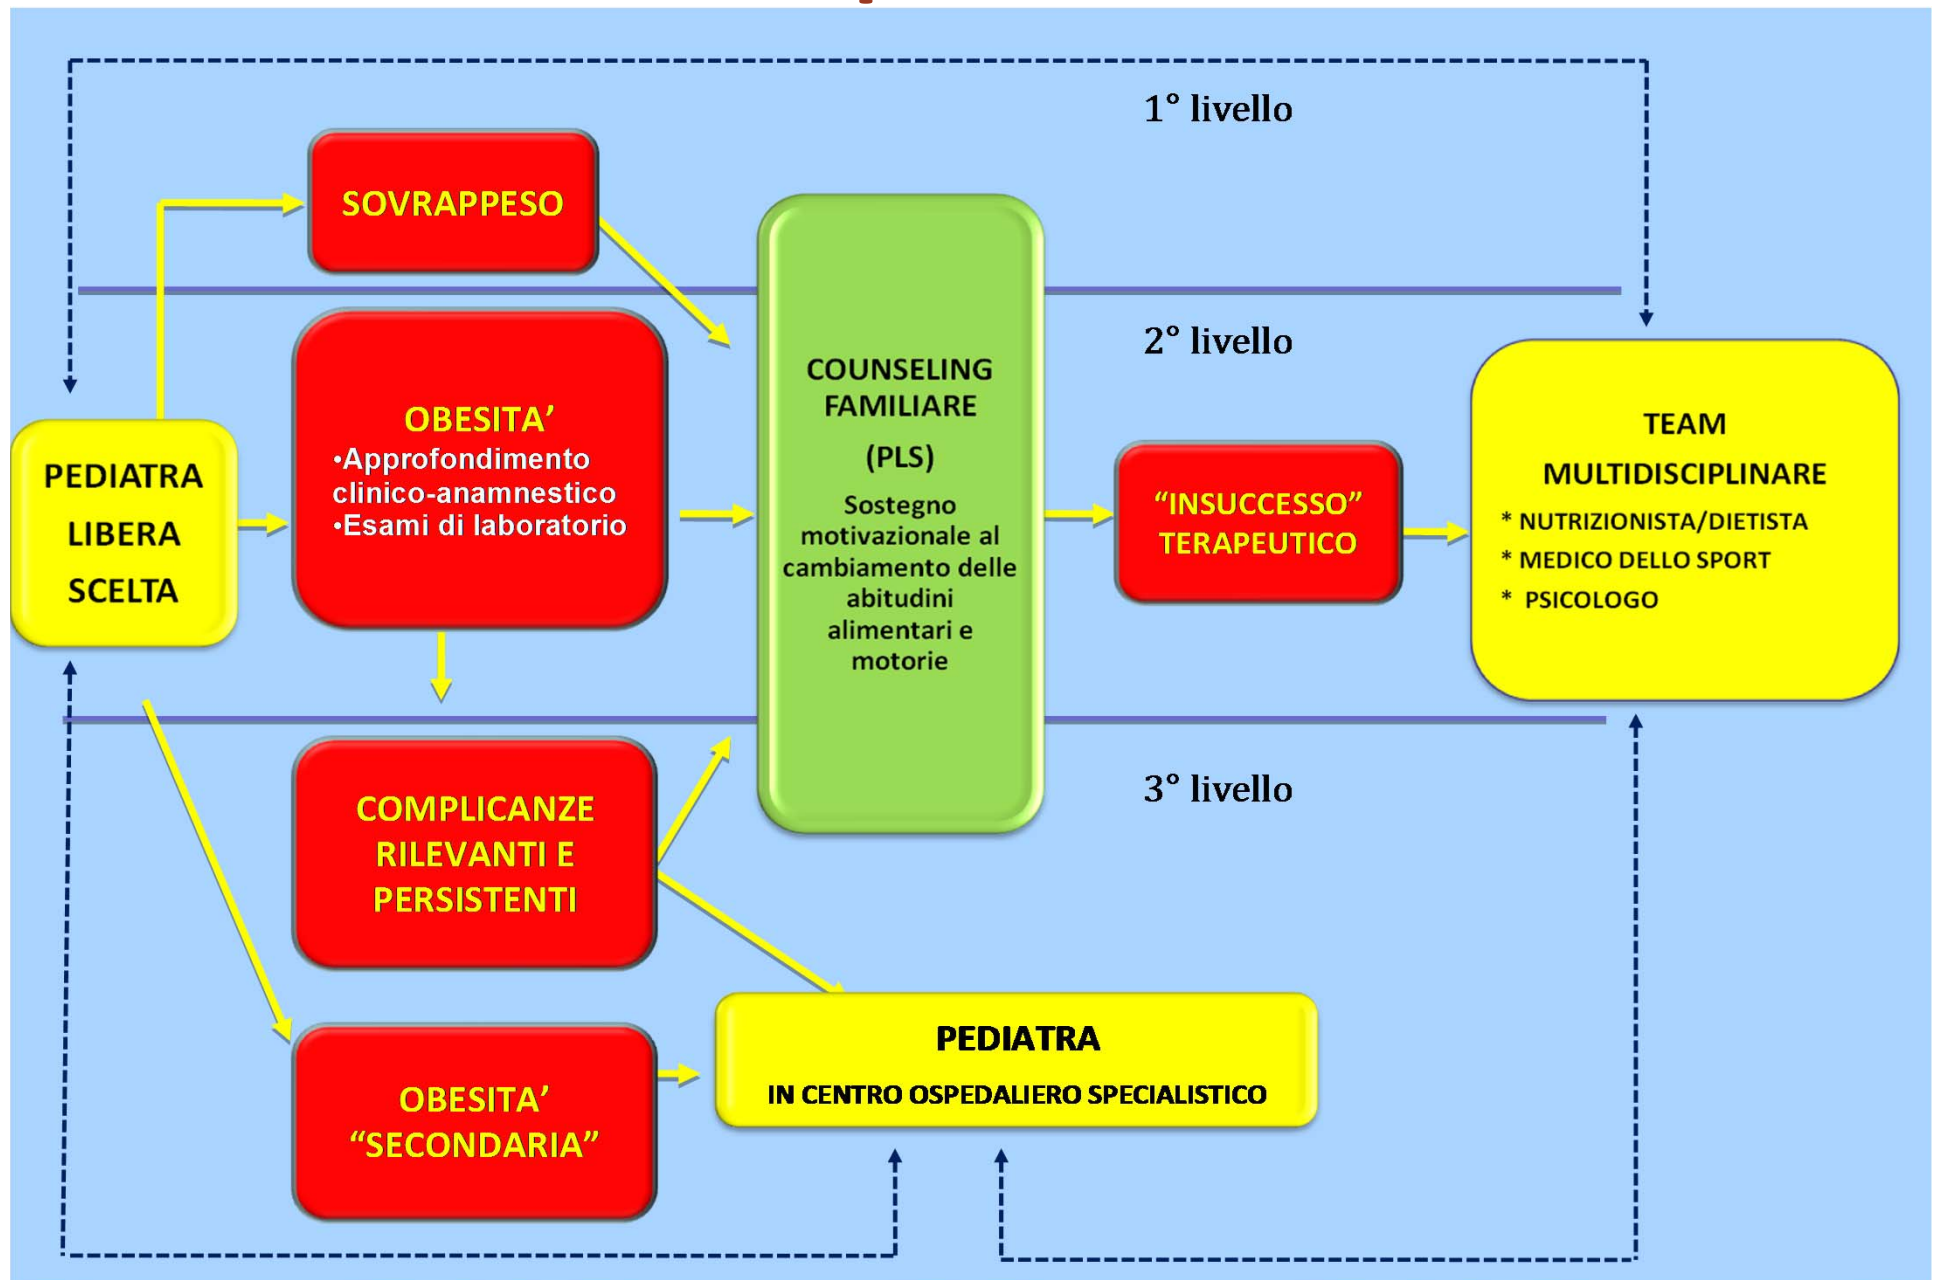 1° livello
SOVRAPPESO
2° livello
PEDIATRA
LIBERA
SCELTA
OBESITA’
•Approfondimento
clinico-anamnestico
•Esami di laboratorio
COUNSELING
FAMILIARE
(PLS)
Sostegno
motivazionale al
cambiamento delle
abitudini
alimentari e
motorie
“INSUCCESSO”
TERAPEUTICO
TEAM
MULTIDISCIPLINARE
* NUTRIZIONISTA/DIETISTA
* MEDICO DELLO SPORT
* PSICOLOGO
3° livello
COMPLICANZE
RILEVANTI E
PERSISTENTI
OBESITA’
“SECONDARIA”
PEDIATRA
IN CENTRO OSPEDALIERO SPECIALISTICO